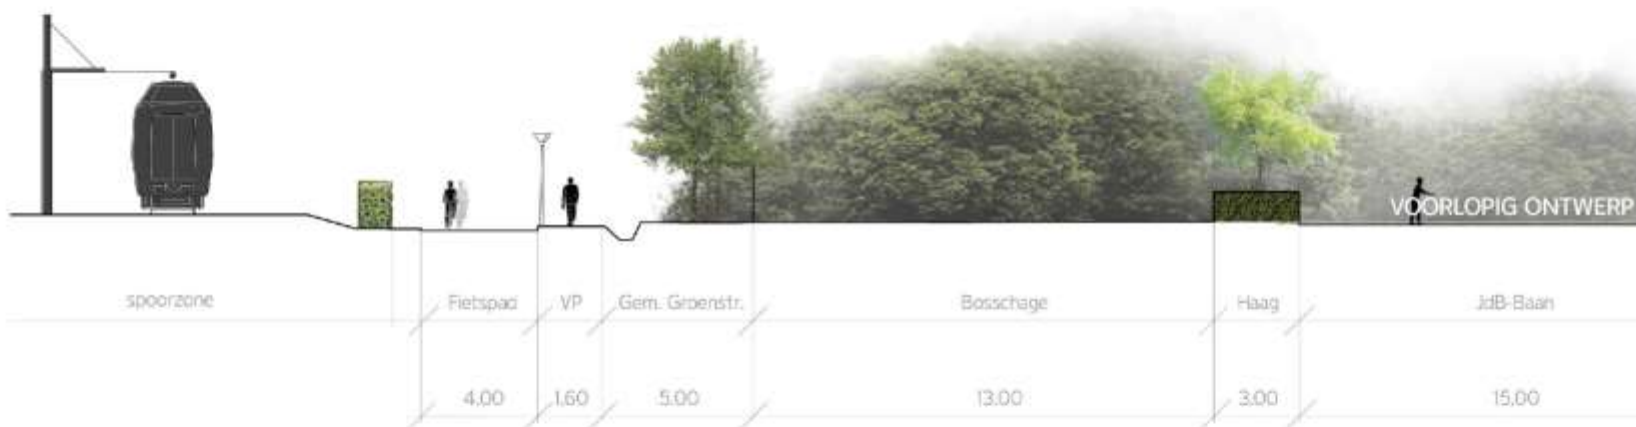 VOORLOPIG ONTWERP
spoorzone Fietspad VP Gem. Groenstr. Bosschage Haag JdB-Baan
4.00 1.60 5.00 13.00 3.00 15.00